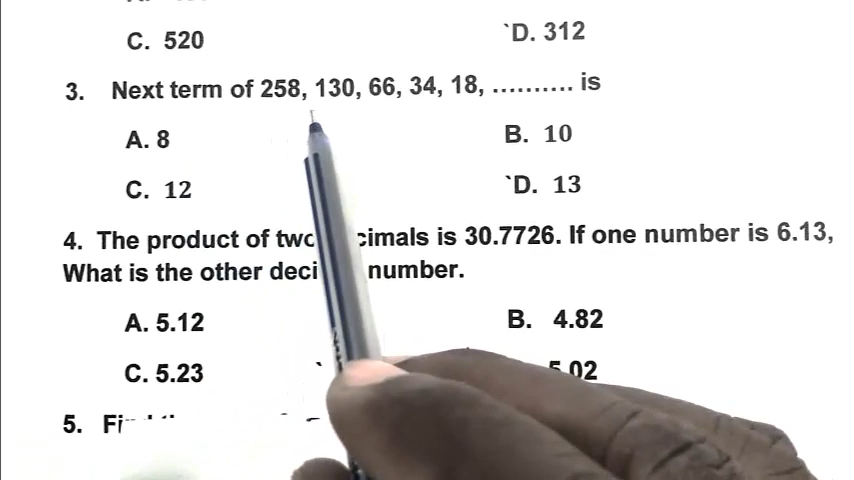 C. 520 `D. 312
3. Next term of 258, 130, 66, 34, 18, .......... is
A. 8 B. 10
C. 12 `D. 13
4. The product of two decimals is 30.7726. If one number is 6.13,
What is the other deci number.
A. 5.12 B. 4.82
C. 5.23 5.02
5.